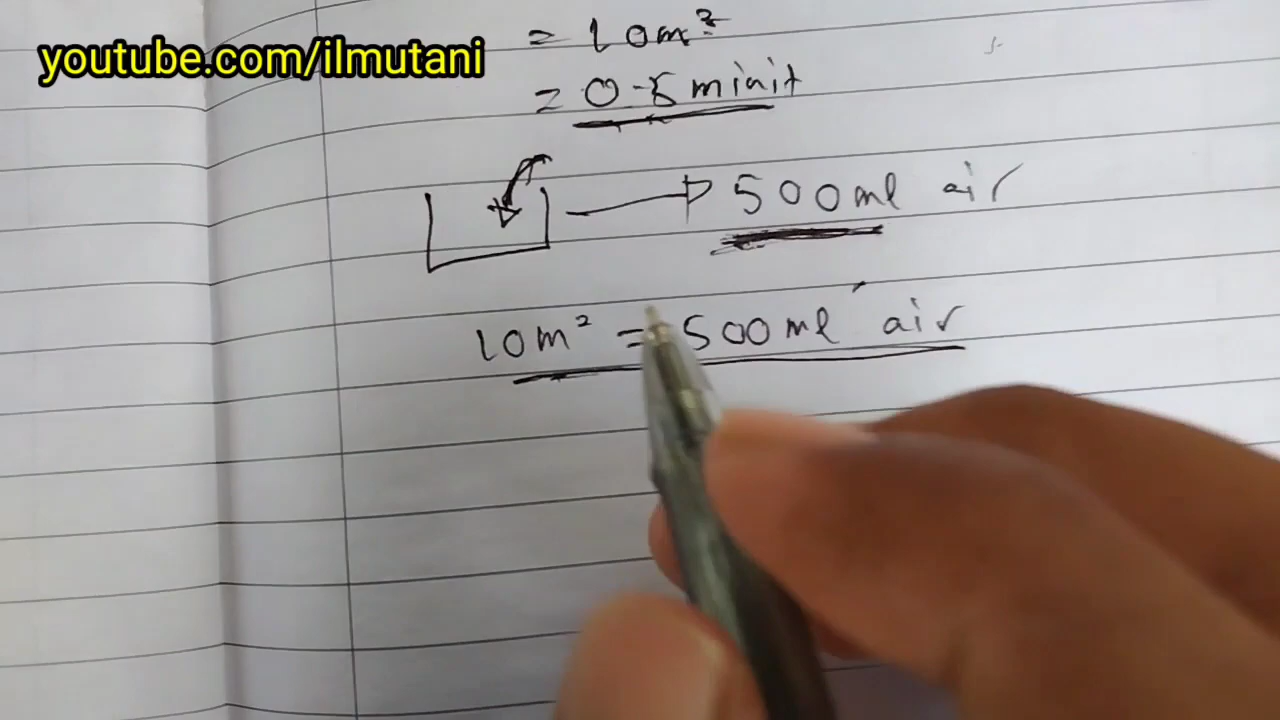 youtube.com/ilmutani
= 10m²
= 0.5 minit
500ml air
10m² = 500ml air